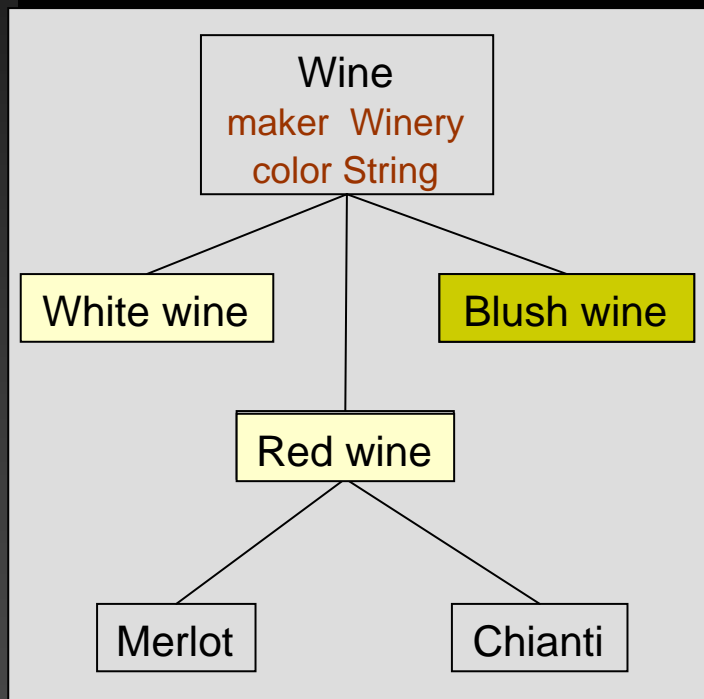 Wine
maker Winery
color String
White wine
Blush wine
Red wine
Merlot
Chianti